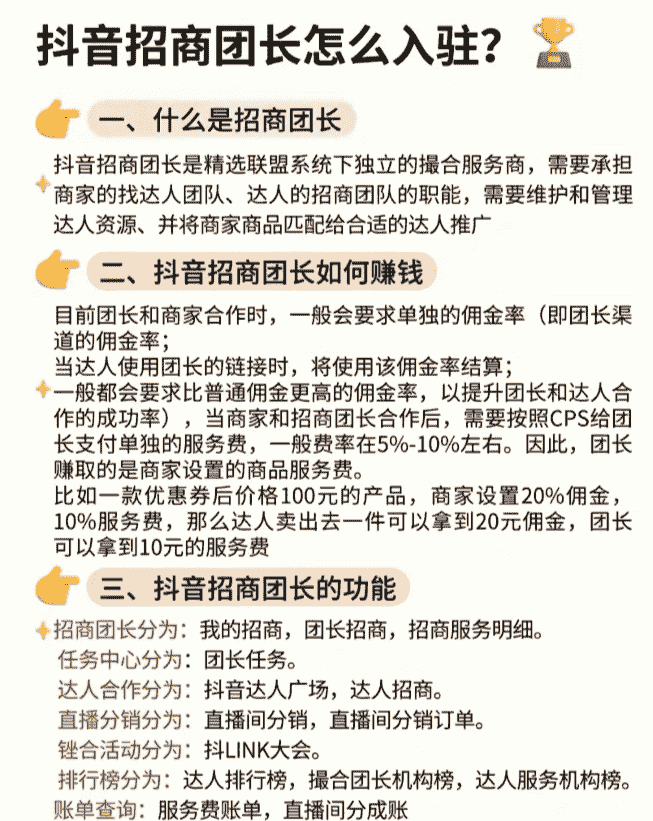 抖音招商团长怎么入驻？
一、什么是招商团长
抖音招商团长是精选联盟系统下独立的撮合服务商，需要承担
商家的找达人团队、达人的招商团队的职能，需要维护和管理
达人资源、并将商家商品匹配给合适的达人推广
二、抖音招商团长如何赚钱
目前团长和商家合作时，一般会要求单独的佣金率（即团长渠
道的佣金率；
当达人使用团长的链接时，将使用该佣金率结算；
一般都会要求比普通佣金更高的佣金率，以提升团长和达人合
作的成功率），当商家和招商团长合作后，需要按照CPS给团
长支付单独的服务费，一般费率在5%-10%左右。因此，团长
赚取的是商家设置的商品服务费。
比如一款优惠券后价格100元的产品，商家设置20%佣金，
10%服务费，那么达人卖出去一件可以拿到20元佣金，团长
可以拿到10元的服务费
三、抖音招商团长的功能
招商团长分为：我的招商，团长招商，招商服务明细。
任务中心分为：团长任务。
达人合作分为：抖音达人广场，达人招商。
直播分销分为：直播间分销，直播间分销订单。
锉合活动分为：抖LINK大会。
排行榜分为：达人排行榜，撮合团长机构榜，达人服务机构榜。
账单查询：服务费账单，直播间分成账